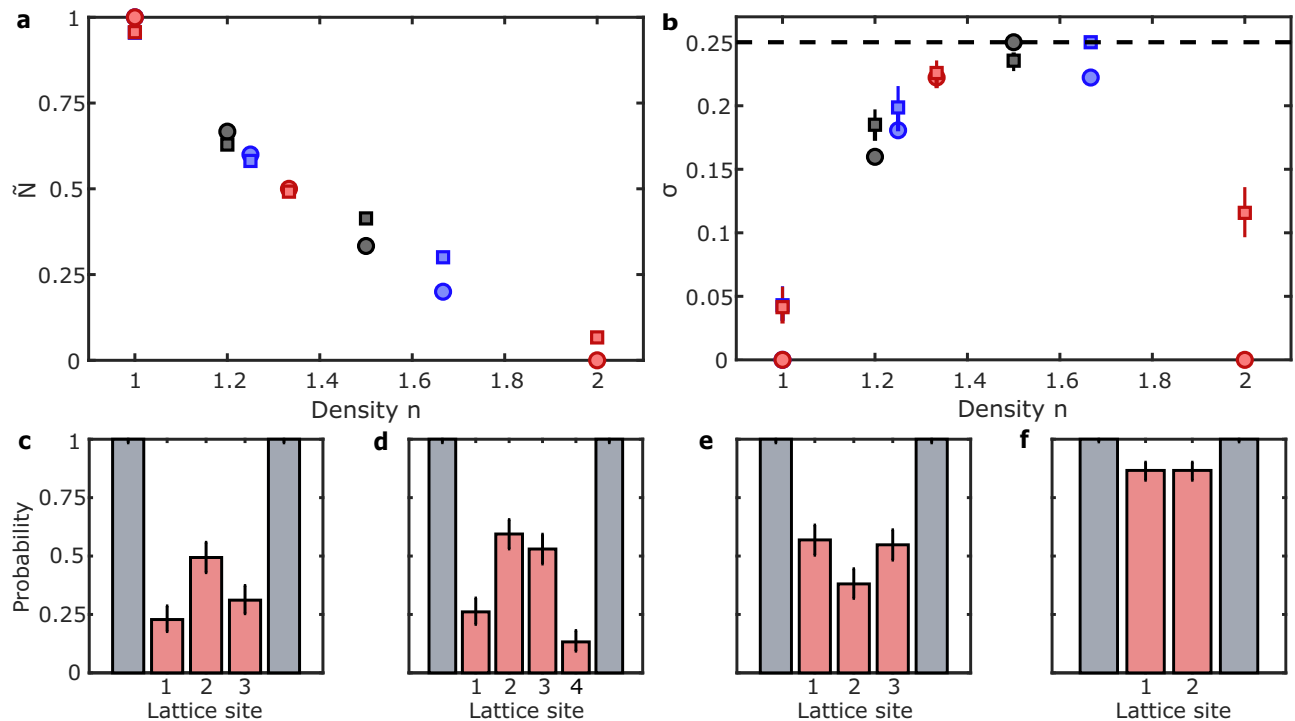 a
1
0.75
0.5
0.25
0
Ñ
1 1.2 1.4 1.6 1.8 2
Density n
b
0.25
0.2
0.15
0.1
0.05
0
σ
1 1.2 1.4 1.6 1.8 2
Density n
c
1
0.75
0.5
0.25
0
Probability
1 2 3
Lattice site
d
1 2 3 4
Lattice site
e
1 2 3
Lattice site
f
1 2
Lattice site